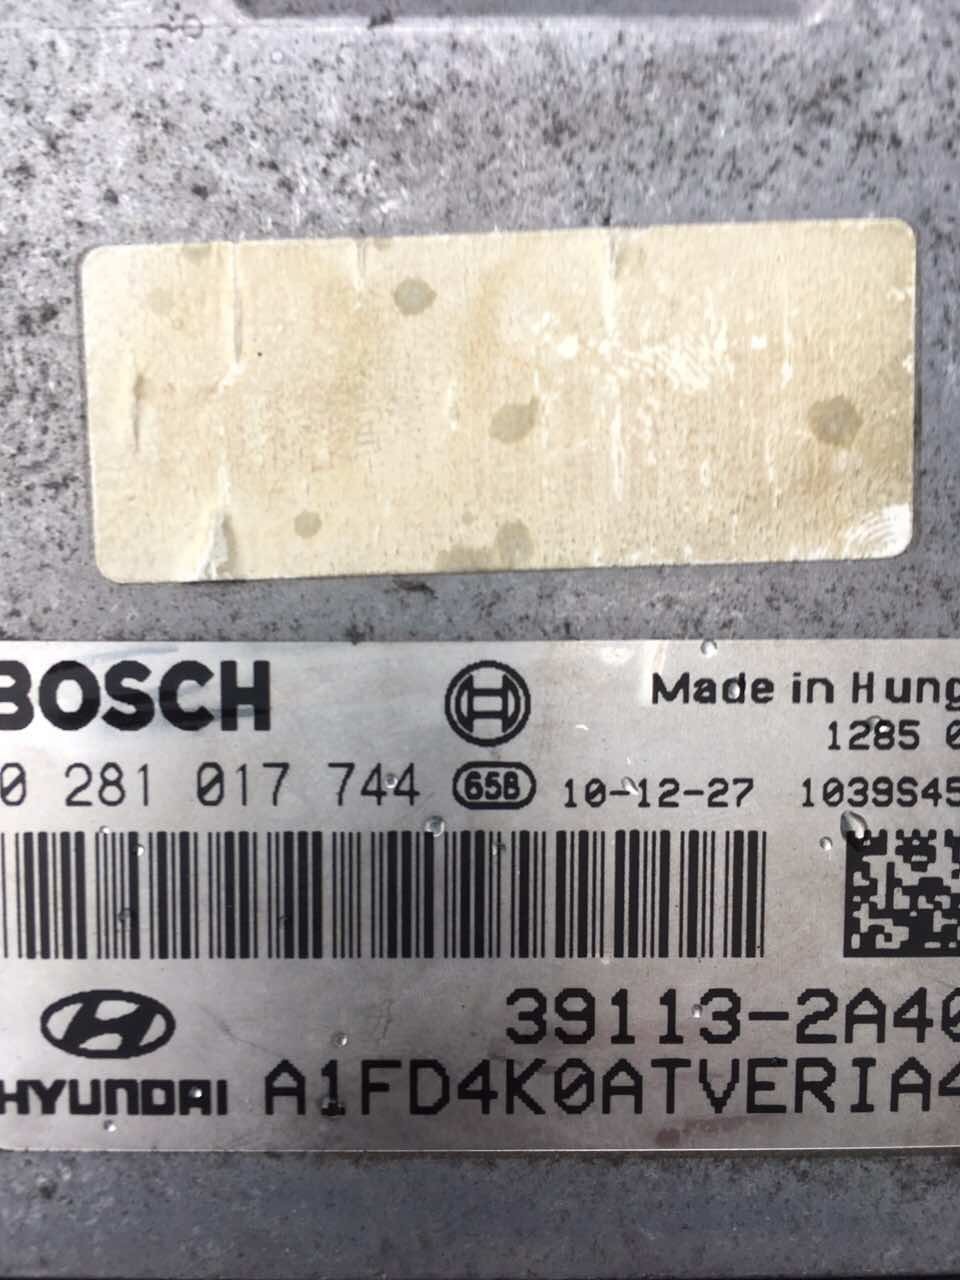 BOSCH
Made in Hung
1285 0
0 281 017 744 65B 10-12-27 1039S45
39113-2A40
HYUNDAI A1FD4K0ATVERIA4